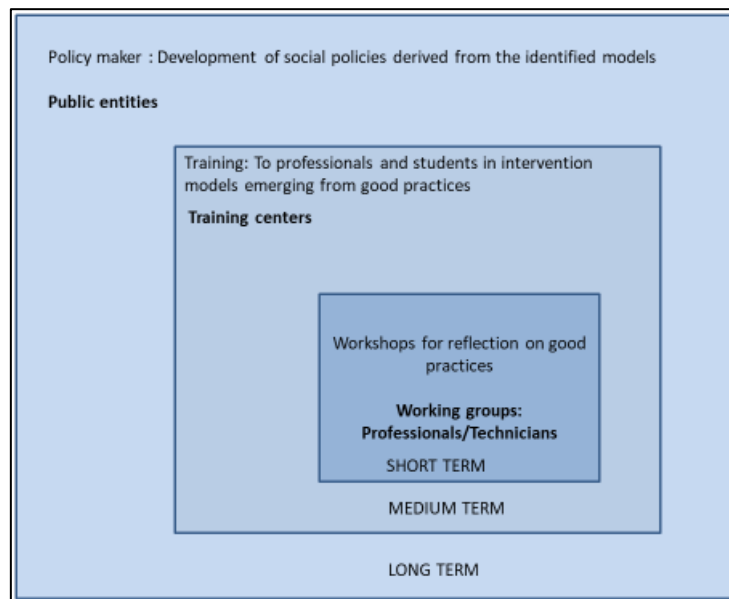 Policy maker : Development of social policies derived from the identified models
Public entities
Training: To professionals and students in intervention
models emerging from good practices
Training centers
Workshops for reflection on good
practices
Working groups:
Professionals/Technicians
SHORT TERM
MEDIUM TERM
LONG TERM